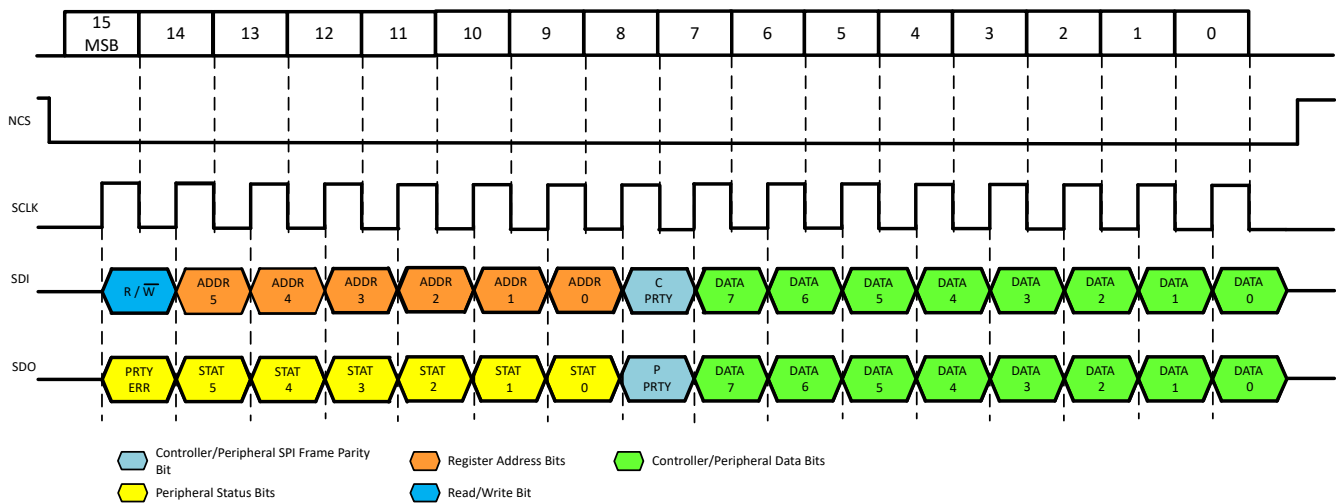 15 MSB 14 13 12 11 10 9 8 7 6 5 4 3 2 1 0
NCS
SCLK
SDI R / W̅ ADDR 5 ADDR 4 ADDR 3 ADDR 2 ADDR 1 ADDR 0 C PRTY DATA 7 DATA 6 DATA 5 DATA 4 DATA 3 DATA 2 DATA 1 DATA 0
SDO PRTY ERR STAT 5 STAT 4 STAT 3 STAT 2 STAT 1 STAT 0 P PRTY DATA 7 DATA 6 DATA 5 DATA 4 DATA 3 DATA 2 DATA 1 DATA 0
Controller/Peripheral SPI Frame Parity
Bit
Register Address Bits
Controller/Peripheral Data Bits
Peripheral Status Bits
Read/Write Bit